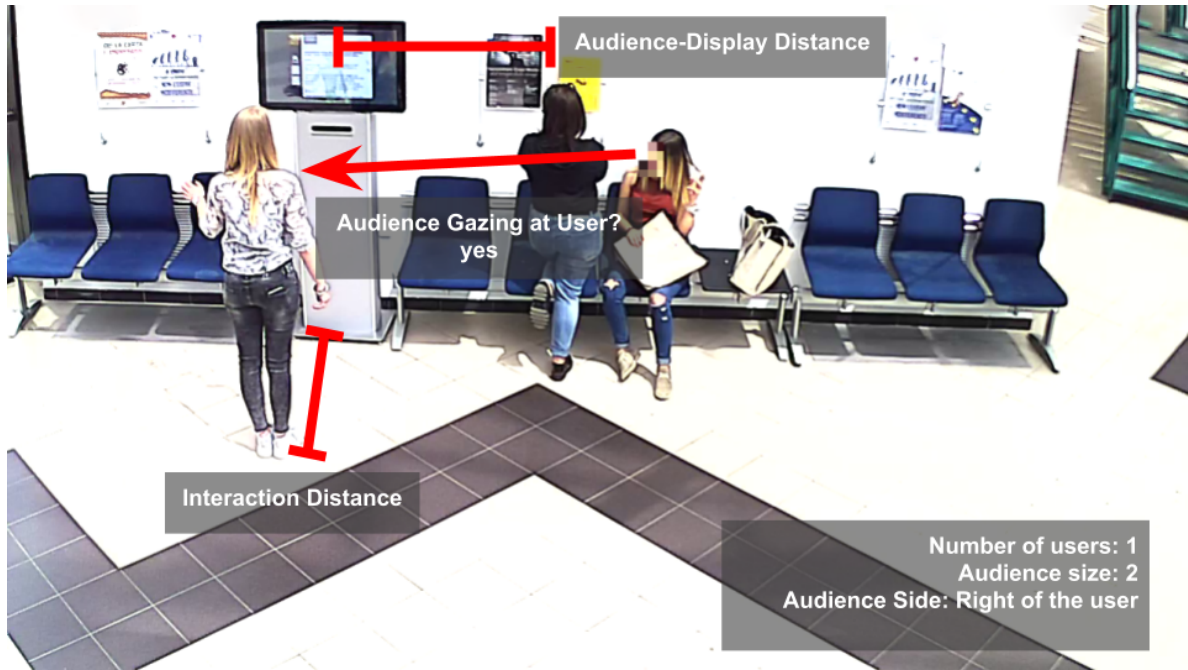 Audience-Display Distance
Audience Gazing at User?
yes
Interaction Distance
Number of users: 1
Audience size: 2
Audience Side: Right of the user